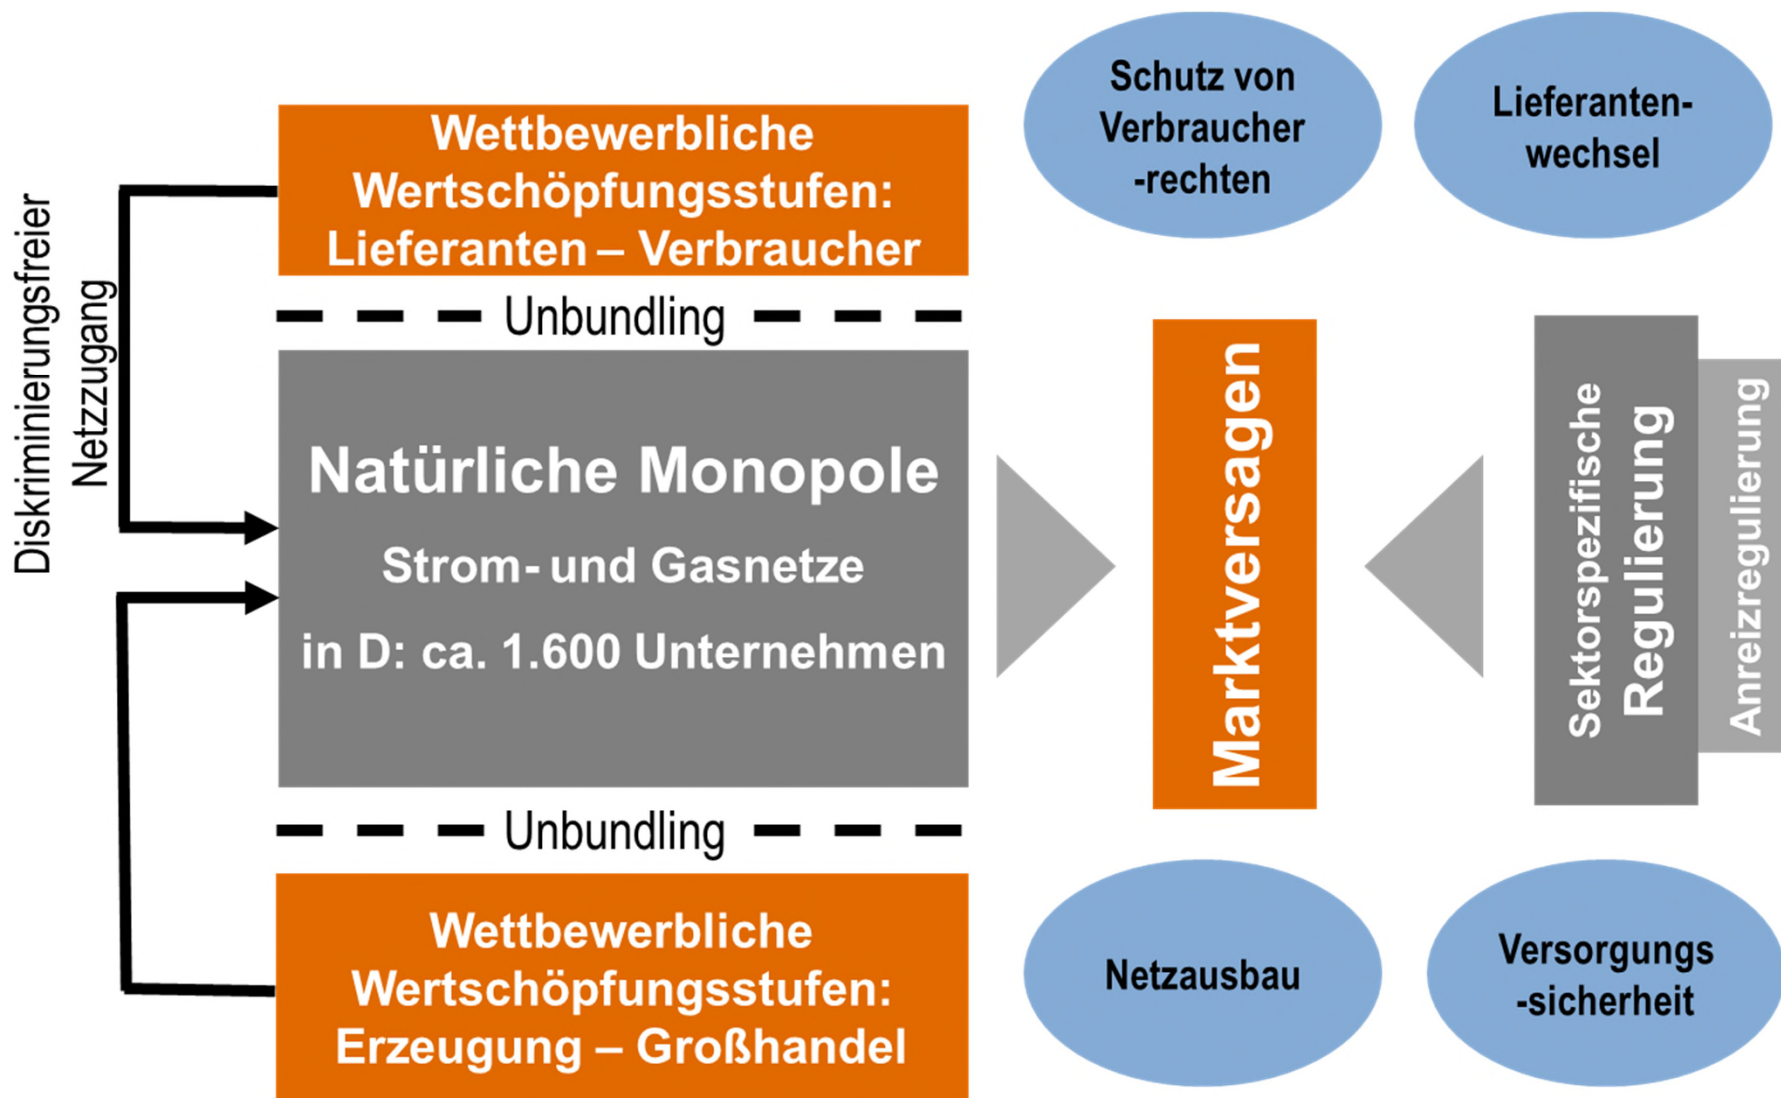 Diskriminierungsfreier
Netzzugang
Wettbewerbliche
Wertschöpfungsstufen:
Lieferanten – Verbraucher
Unbundling
Natürliche Monopole
Strom- und Gasnetze
in D: ca. 1.600 Unternehmen
Unbundling
Wettbewerbliche
Wertschöpfungsstufen:
Erzeugung – Großhandel
Schutz von
Verbraucher
-rechten
Lieferanten-
wechsel
Marktversagen
Sektorspezifische
Regulierung
Anreizregulierung
Netzausbau
Versorgungs
-sicherheit